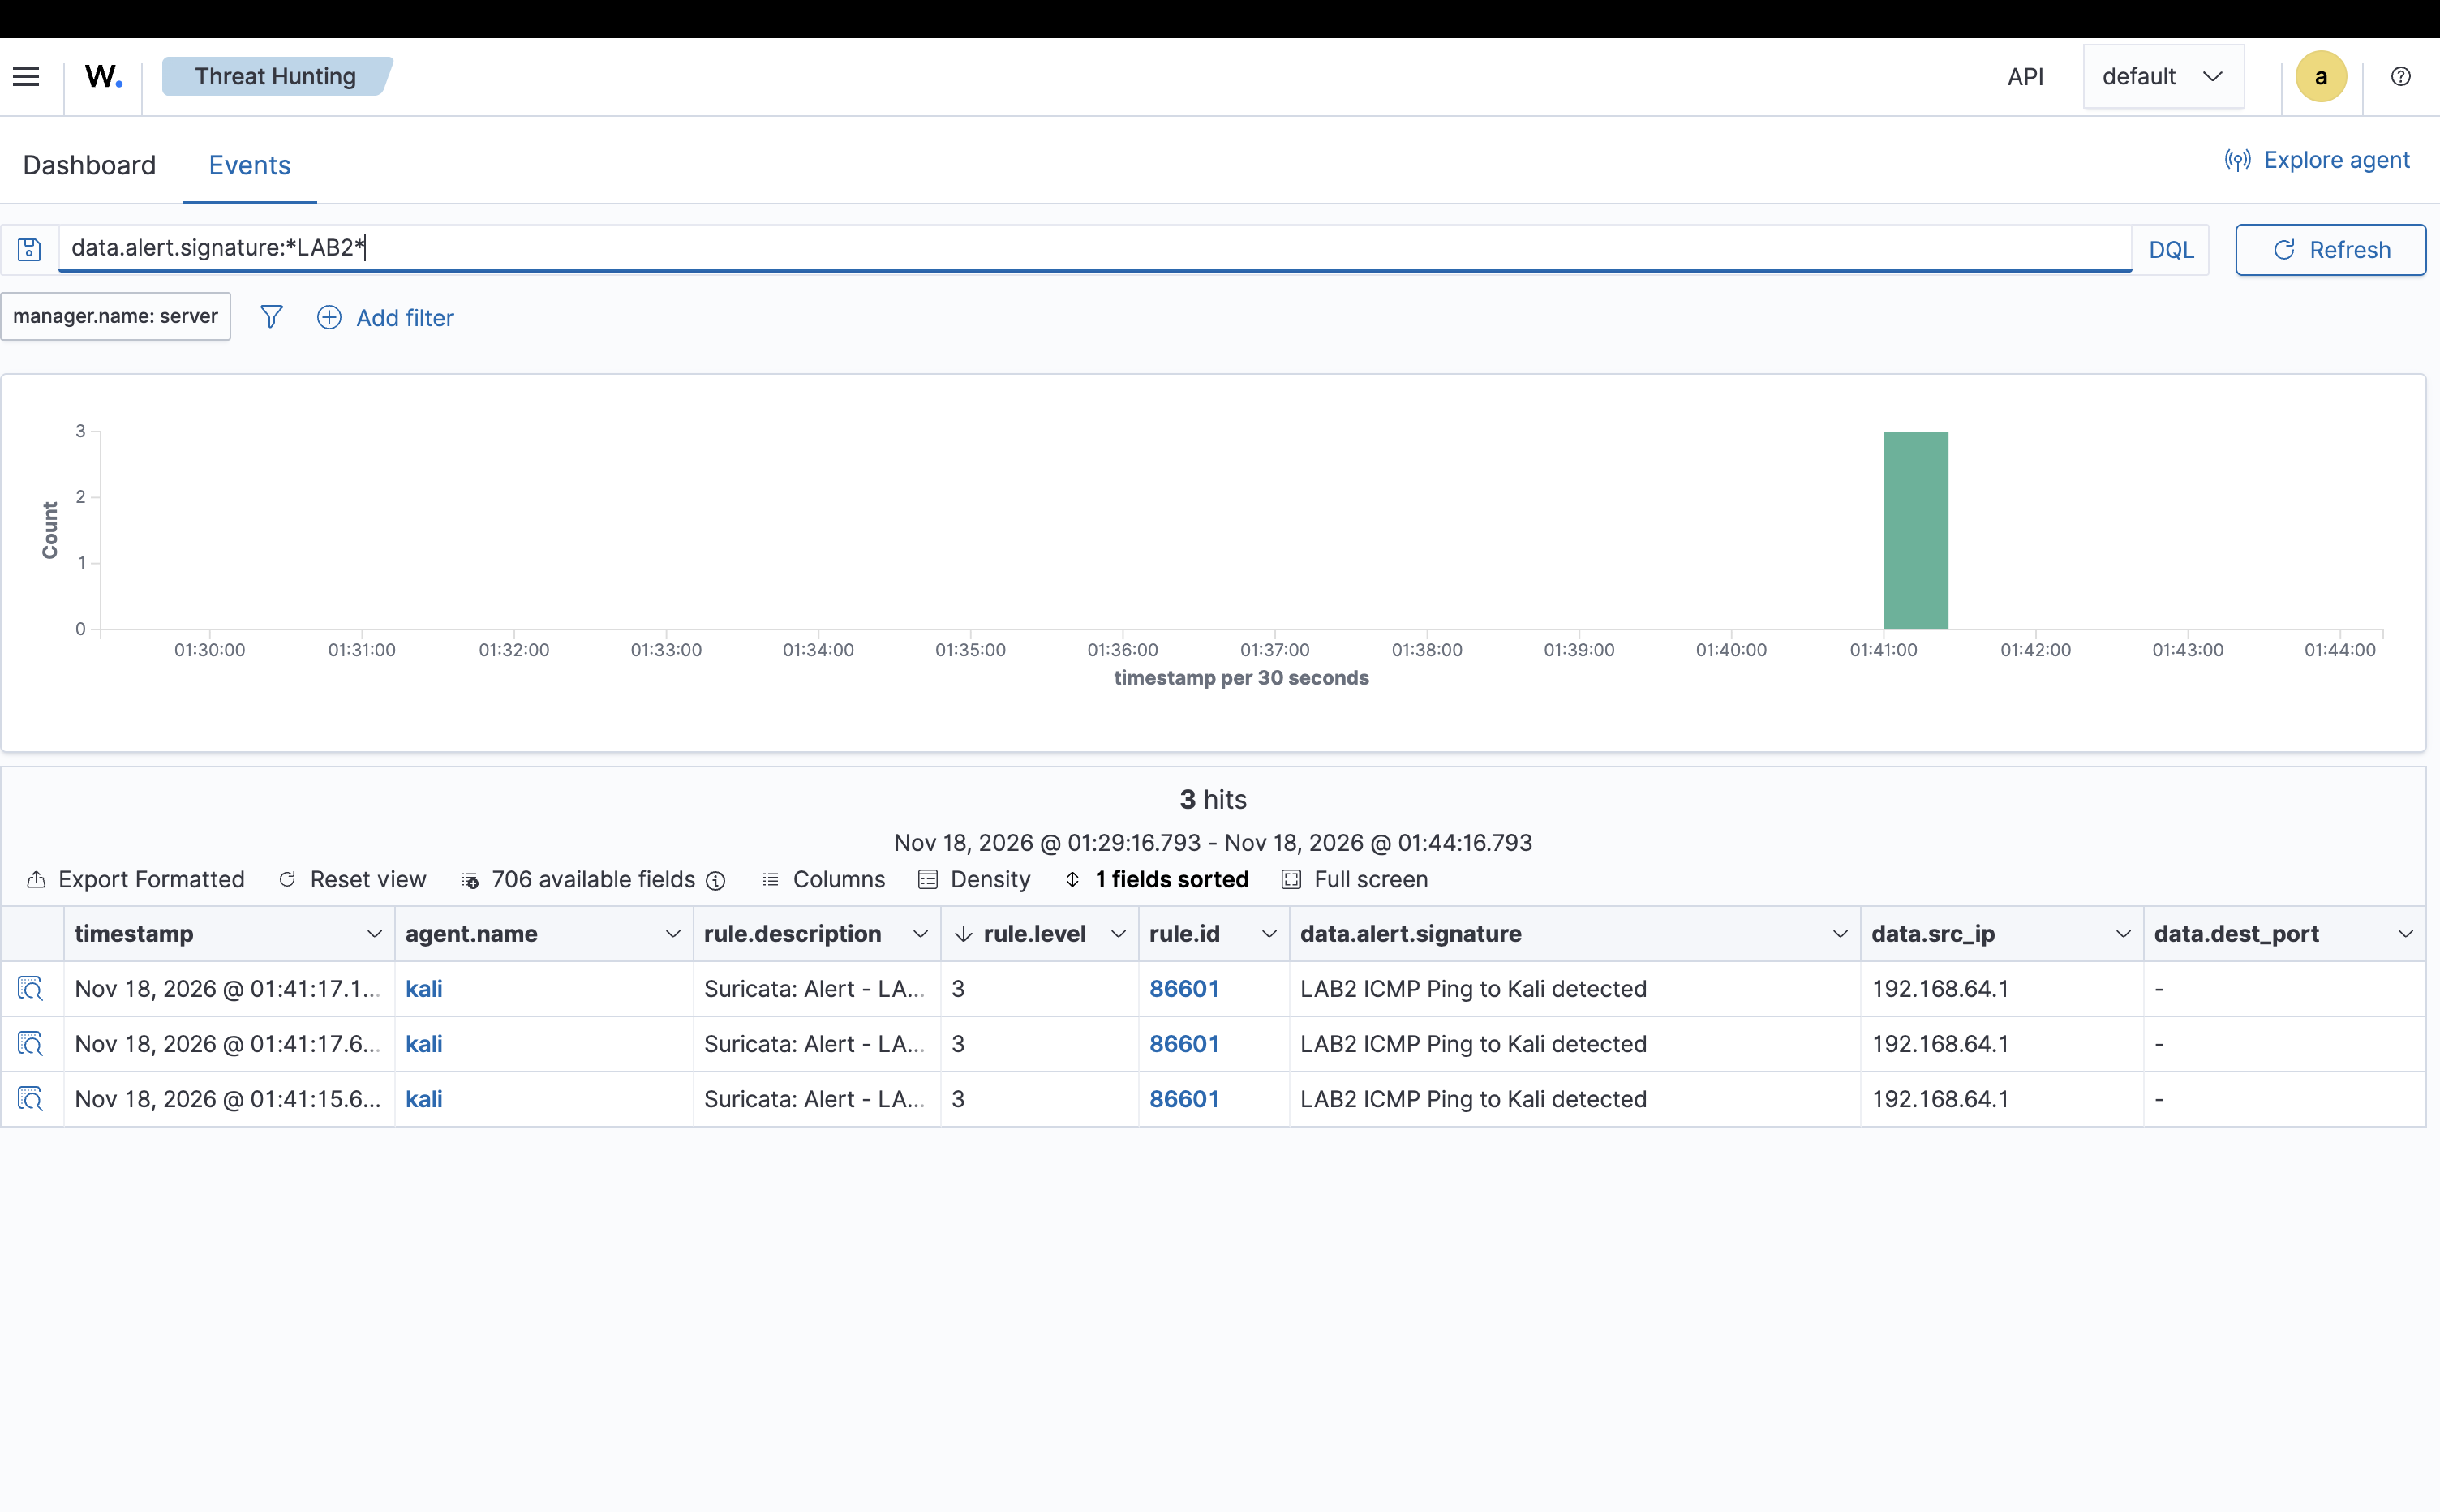 W. Threat Hunting API default a
Dashboard Events Explore agent
data.alert.signature:*LAB2* DQL Refresh
manager.name: server Add filter
3
2
1
0
Count
01:30:00 01:31:00 01:32:00 01:33:00 01:34:00 01:35:00 01:36:00 01:37:00 01:38:00 01:39:00 01:40:00 01:41:00 01:42:00 01:43:00 01:44:00
timestamp per 30 seconds
3 hits
Nov 18, 2026 @ 01:29:16.793 - Nov 18, 2026 @ 01:44:16.793
Export Formatted Reset view 706 available fields Columns Density 1 fields sorted Full screen
timestamp agent.name rule.description rule.level rule.id data.alert.signature data.src_ip data.dest_port
Nov 18, 2026 @ 01:41:17.1... kali Suricata: Alert - LA... 3 86601 LAB2 ICMP Ping to Kali detected 192.168.64.1 -
Nov 18, 2026 @ 01:41:17.6... kali Suricata: Alert - LA... 3 86601 LAB2 ICMP Ping to Kali detected 192.168.64.1 -
Nov 18, 2026 @ 01:41:15.6... kali Suricata: Alert - LA... 3 86601 LAB2 ICMP Ping to Kali detected 192.168.64.1 -